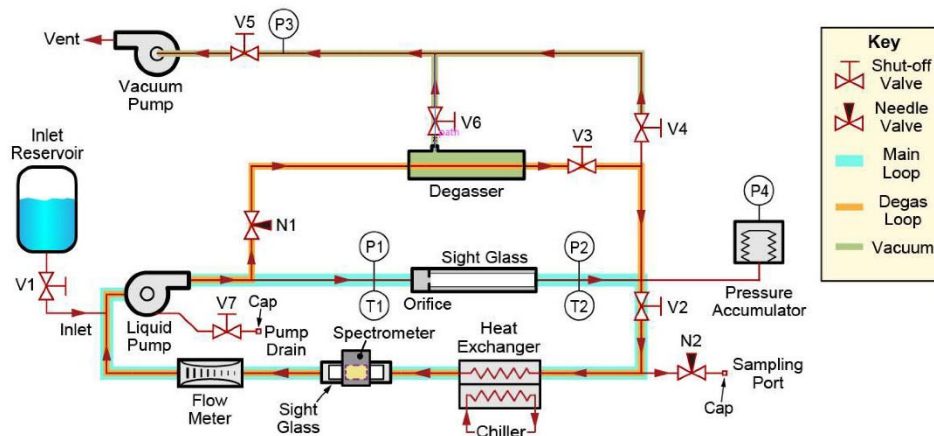 V5
P3
Vent
Vacuum
Pump
V6
path
V3
V4
Inlet
Reservoir
Degasser
P4
N1
V1
P1
Sight Glass
P2
Orifice
T1
T2
V2
Pressure
Accumulator
Inlet
Liquid
Pump
V7
Cap
Pump
Drain
Spectrometer
Heat
Exchanger
N2
Sampling
Port
Cap
Flow
Meter
Sight
Glass
Chiller
Key
Shut-off
Valve
Needle
Valve
Main
Loop
Degas
Loop
Vacuum